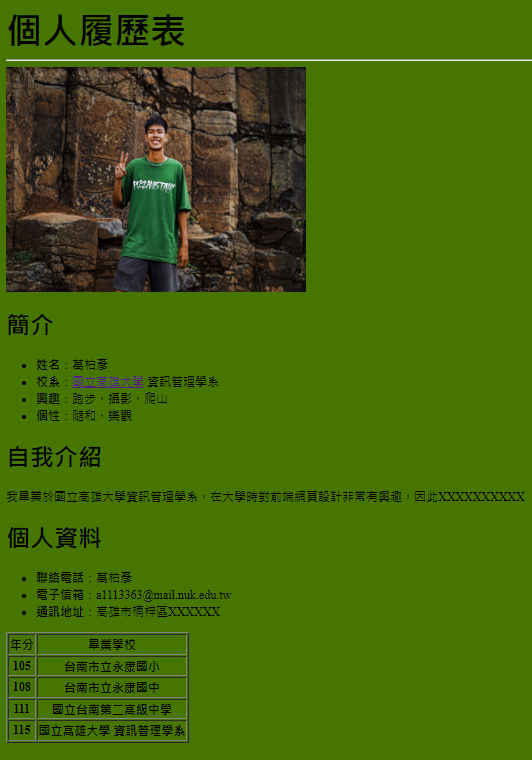 個人履歷表
簡介
姓名：萬柏彥
校系：國立高雄大學 資訊管理學系
興趣：跑步、攝影、爬山
個性：隨和、樂觀
自我介紹
我畢業於國立高雄大學資訊管理學系，在大學時對前端網頁設計非常有興趣，因此XXXXXXXXXX
個人資料
聯絡電話：萬柏彥
電子信箱：a1113363@mail.nuk.edu.tw
通訊地址：高雄市楠梓區XXXXXX
年分 畢業學校
105 台南市立永康國小
108 台南市立永康國中
111 國立台南第二高級中學
115 國立高雄大學 資訊管理學系